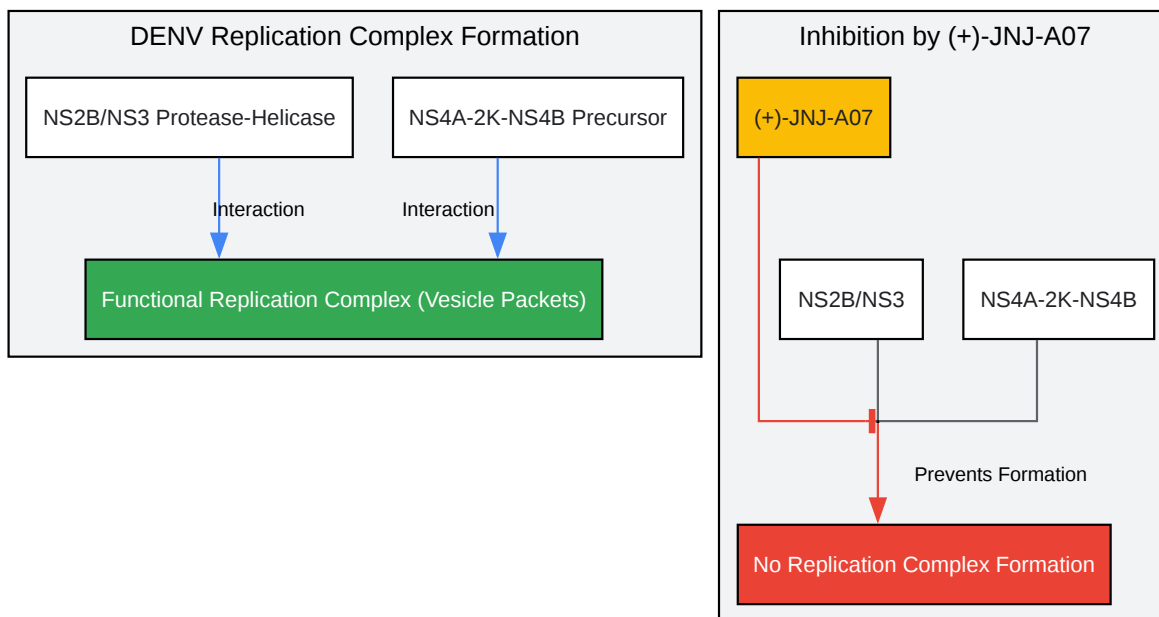 DENV Replication Complex Formation
NS2B/NS3 Protease-Helicase
NS4A-2K-NS4B Precursor
Interaction
Interaction
Functional Replication Complex (Vesicle Packets)
Inhibition by (+)-JNJ-A07
(+)-JNJ-A07
NS2B/NS3
NS4A-2K-NS4B
Prevents Formation
No Replication Complex Formation